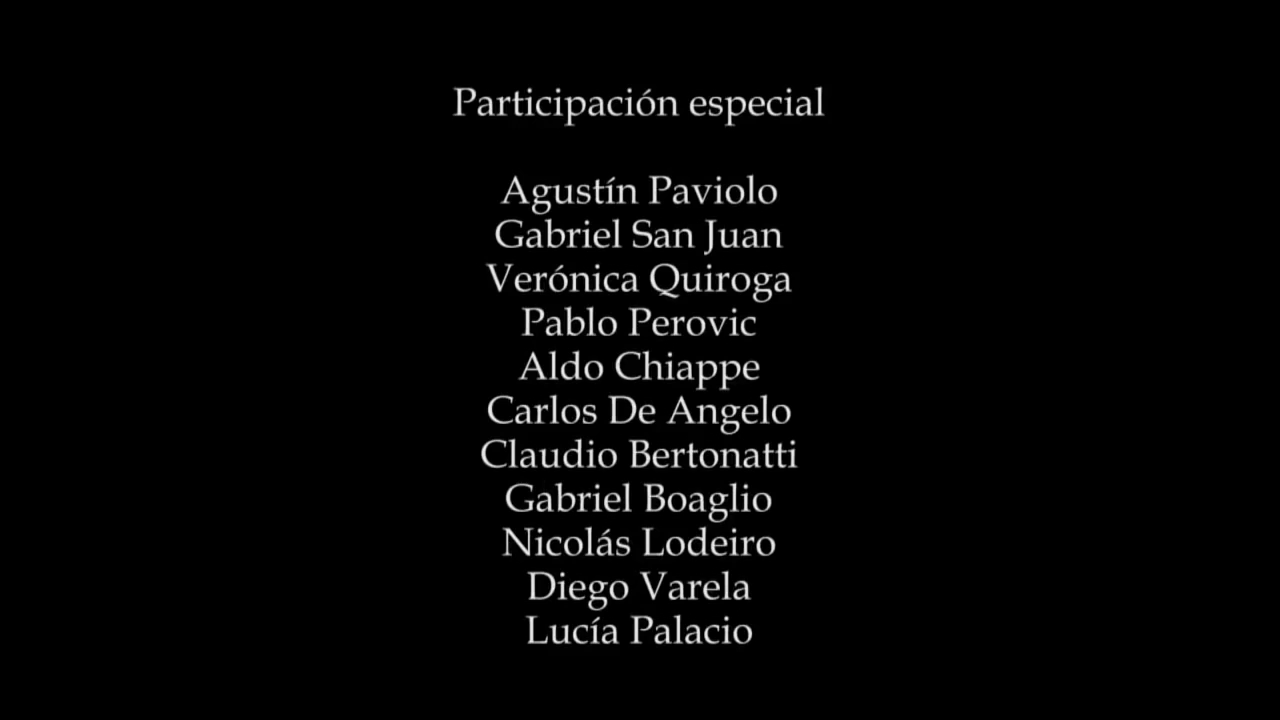 Participación especial
Agustín Paviolo
Gabriel San Juan
Verónica Quiroga
Pablo Perovic
Aldo Chiappe
Carlos De Angelo
Claudio Bertonatti
Gabriel Boaglio
Nicolás Lodeiro
Diego Varela
Lucía Palacio